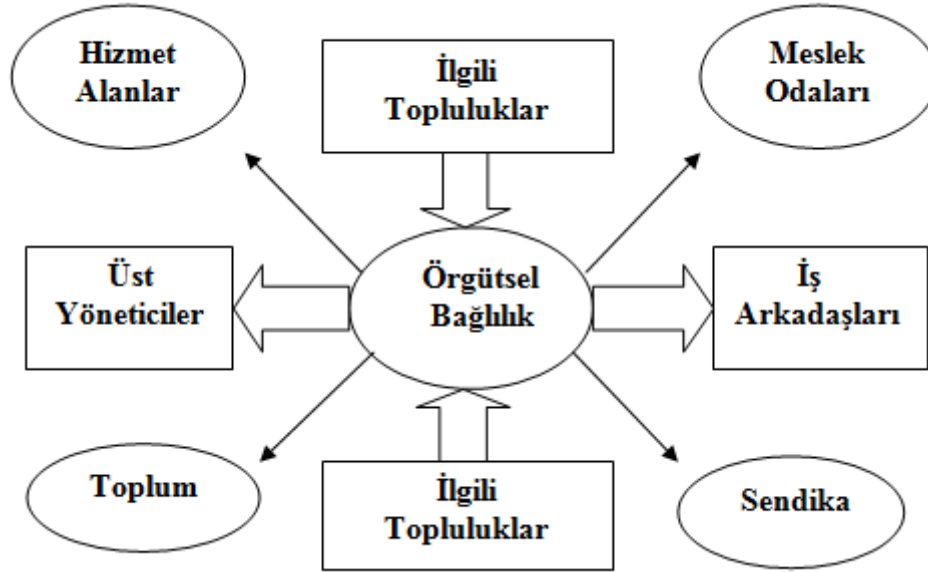 Hizmet
Alanlar
İlgili
Topluluklar
Meslek
Odaları
Üst
Yöneticiler
Örgütsel
Bağlılık
İş
Arkadaşları
Toplum
İlgili
Topluluklar
Sendika